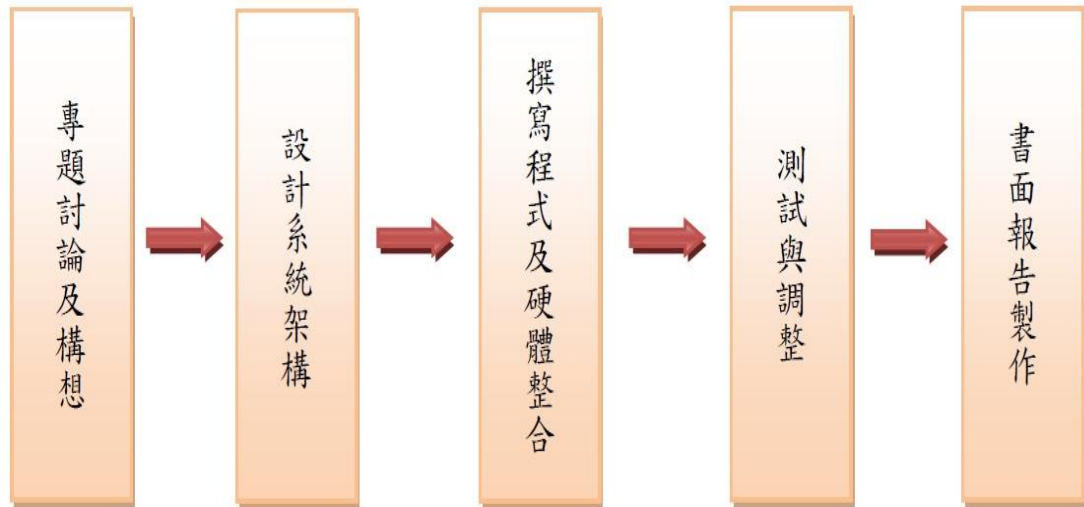 專題討論及構想
設計系統架構
撰寫程式及硬體整合
測試與調整
書面報告製作